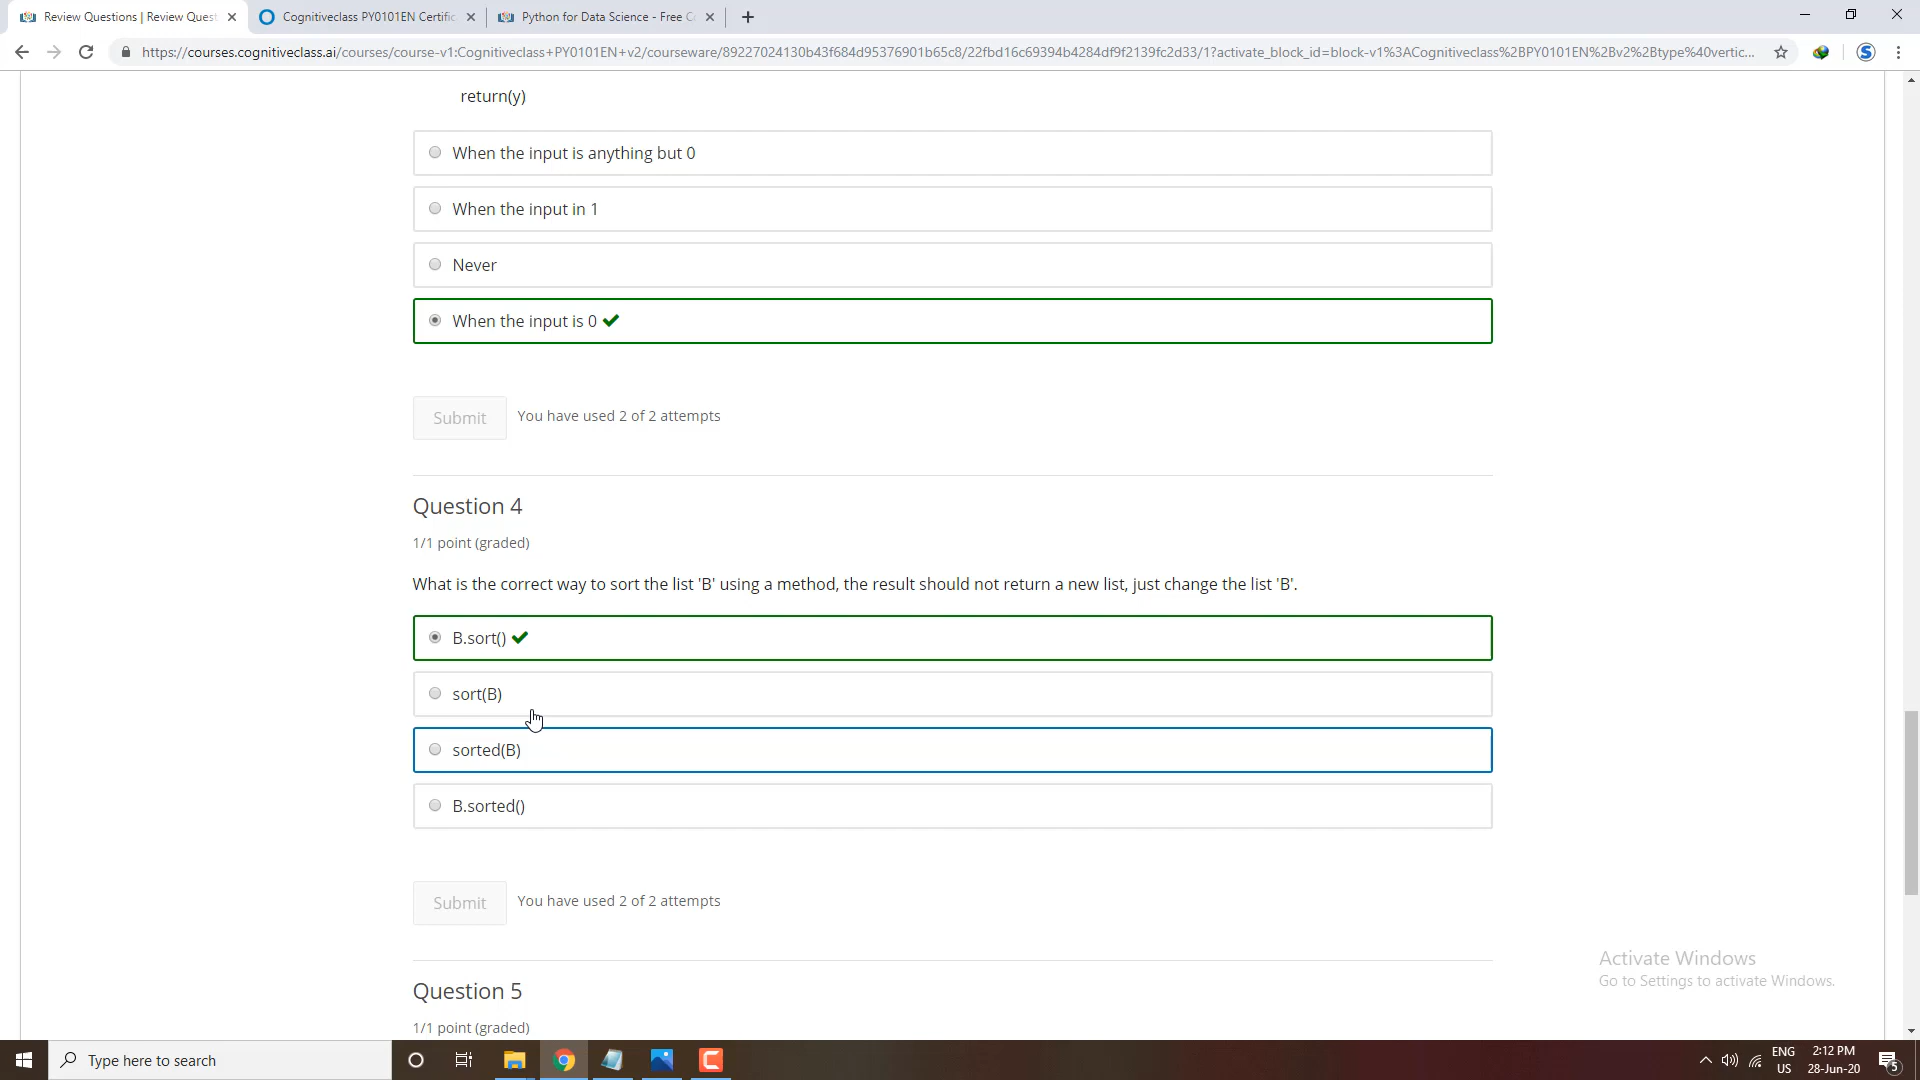 Review Questions | Review Quest
Cognitiveclass PY0101EN Certific
Python for Data Science - Free C
https://courses.cognitiveclass.ai/courses/course-v1:Cognitiveclass+PY0101EN+v2/courseware/89227024130b43f684d95376901b65c8/22fbd16c69394b4284df9f2139fc2d33/1?activate_block_id=block-v1%3ACognitiveclass%2BPY0101EN%2Bv2%2Btype%40vertic...
return(y)
When the input is anything but 0
When the input in 1
Never
When the input is 0
Submit You have used 2 of 2 attempts
Question 4
1/1 point (graded)
What is the correct way to sort the list 'B' using a method, the result should not return a new list, just change the list 'B'.
B.sort()
sort(B)
sorted(B)
B.sorted()
Submit You have used 2 of 2 attempts
Activate Windows
Go to Settings to activate Windows.
Question 5
1/1 point (graded)
Type here to search
ENG
US
2:12 PM
28-Jun-20
5